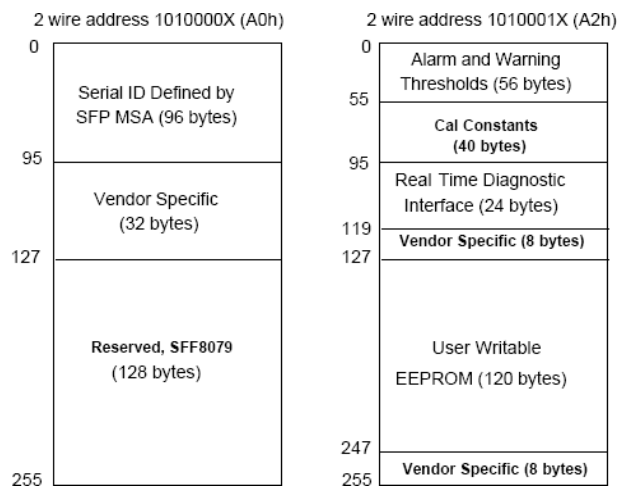 2 wire address 1010000X (A0h)
0
Serial ID Defined by
SFP MSA (96 bytes)
95
Vendor Specific
(32 bytes)
127
Reserved, SFF8079
(128 bytes)
255
2 wire address 1010001X (A2h)
0
Alarm and Warning
Thresholds (56 bytes)
55
Cal Constants
(40 bytes)
95
Real Time Diagnostic
Interface (24 bytes)
119
Vendor Specific (8 bytes)
127
User Writable
EEPROM (120 bytes)
247
Vendor Specific (8 bytes)
255